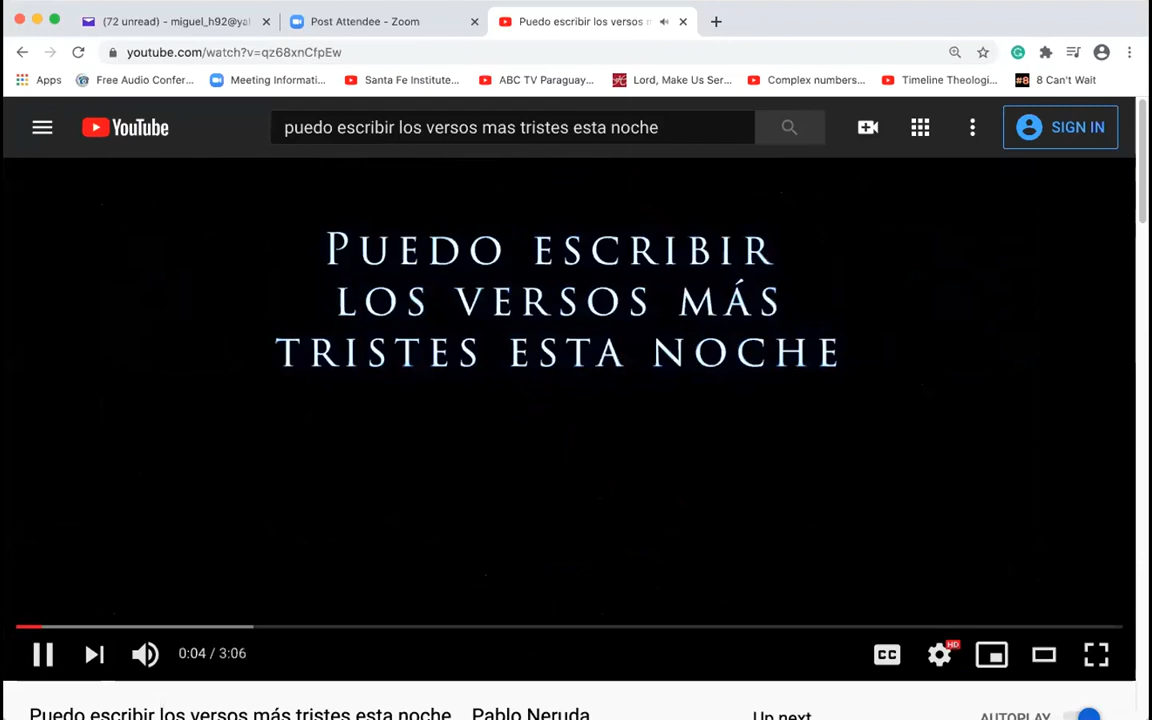 (72 unread) - miguel_h92@yal
Post Attendee - Zoom
Puedo escribir los versos m
youtube.com/watch?v=qz68xnCfpEw
Apps
Free Audio Confer...
Meeting Informati...
Santa Fe Institute...
ABC TV Paraguay...
Lord, Make Us Ser...
Complex numbers...
Timeline Theologi...
#8 8 Can't Wait
YouTube
puedo escribir los versos mas tristes esta noche
SIGN IN
PUEDO ESCRIBIR
LOS VERSOS MÁS
TRISTES ESTA NOCHE
0:04 / 3:06
CC
HD
Puedo escribir los versos más tristes esta noche Pablo Neruda
Up next
AUTOPLAY